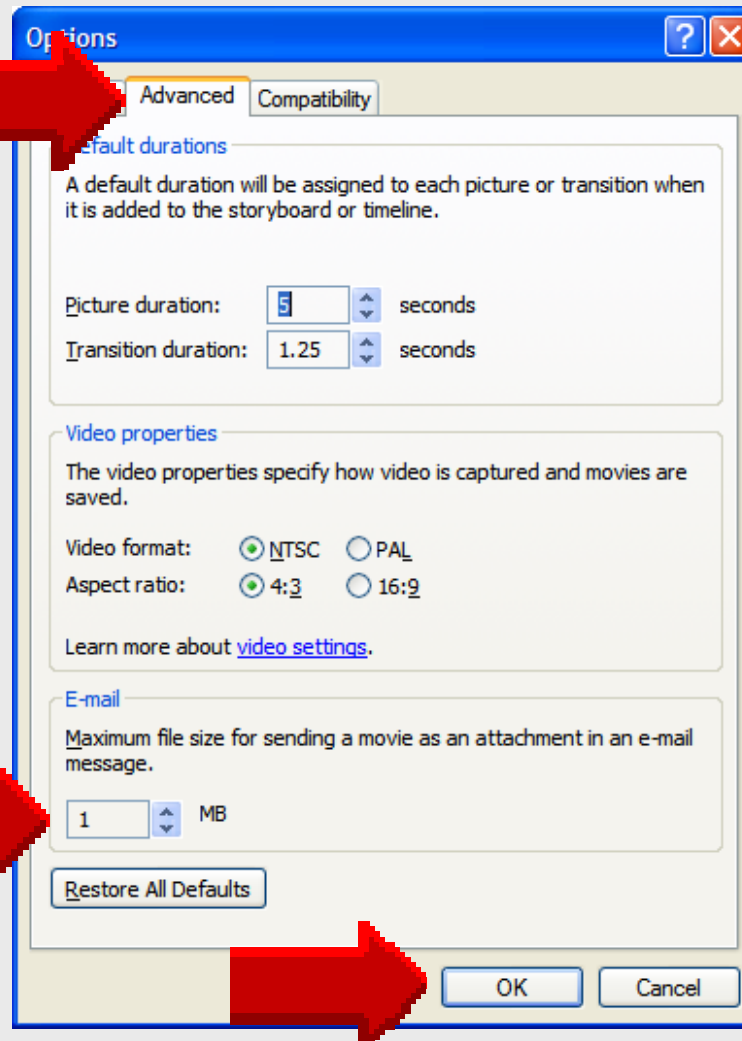 Options
Advanced Compatibility
Default durations
A default duration will be assigned to each picture or transition when
it is added to the storyboard or timeline.
Picture duration: 5 seconds
Transition duration: 1.25 seconds
Video properties
The video properties specify how video is captured and movies are
saved.
Video format: NTSC PAL
Aspect ratio: 4:3 16:9
Learn more about video settings.
E-mail
Maximum file size for sending a movie as an attachment in an e-mail
message.
1 MB
Restore All Defaults
OK Cancel